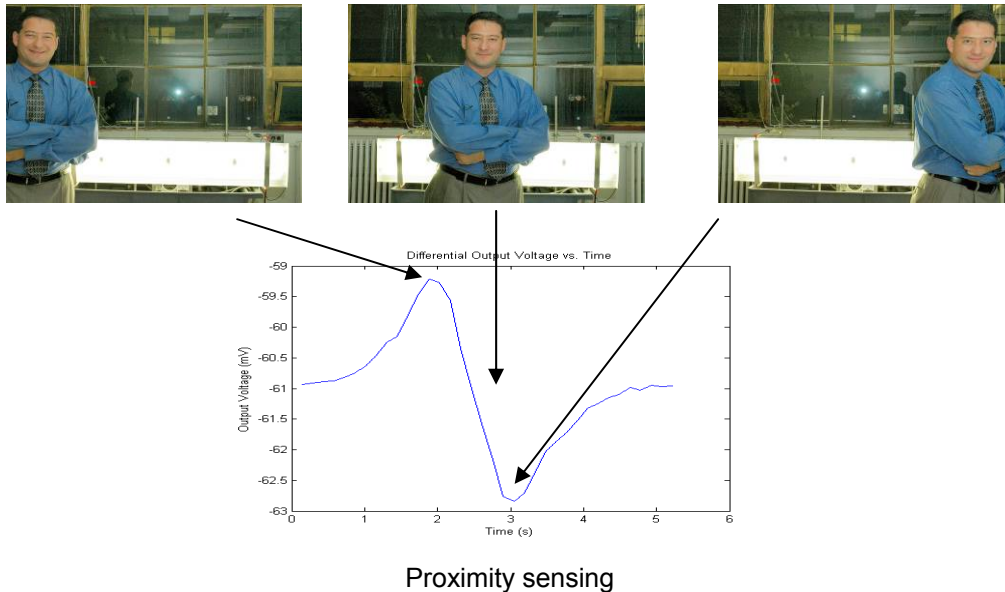 Differential Output Voltage vs. Time
Output Voltage (mV)
-59
-59.5
-60
-60.5
-61
-61.5
-62
-62.5
-63
0 1 2 3 4 5 6
Time (s)
Proximity sensing